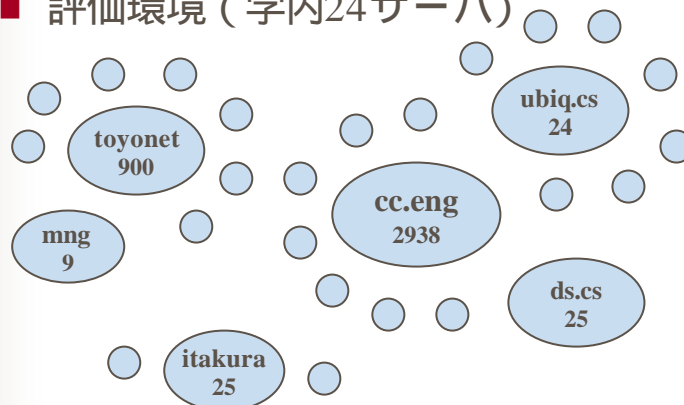 ■ 評価環境（学内24サーバ）
ubiq.cs
24
toyonet
900
cc.eng
2938
mng
9
ds.cs
25
itakura
25